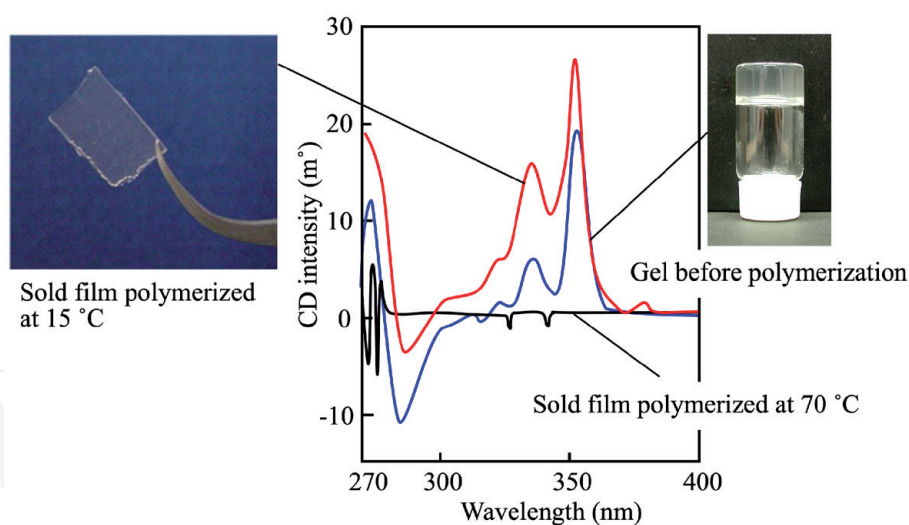 30
20
10
0
-10
CD intensity (m˚)
270
300
350
400
Wavelength (nm)
Sold film polymerized
at 15 ˚C
Gel before polymerization
Sold film polymerized at 70 ˚C